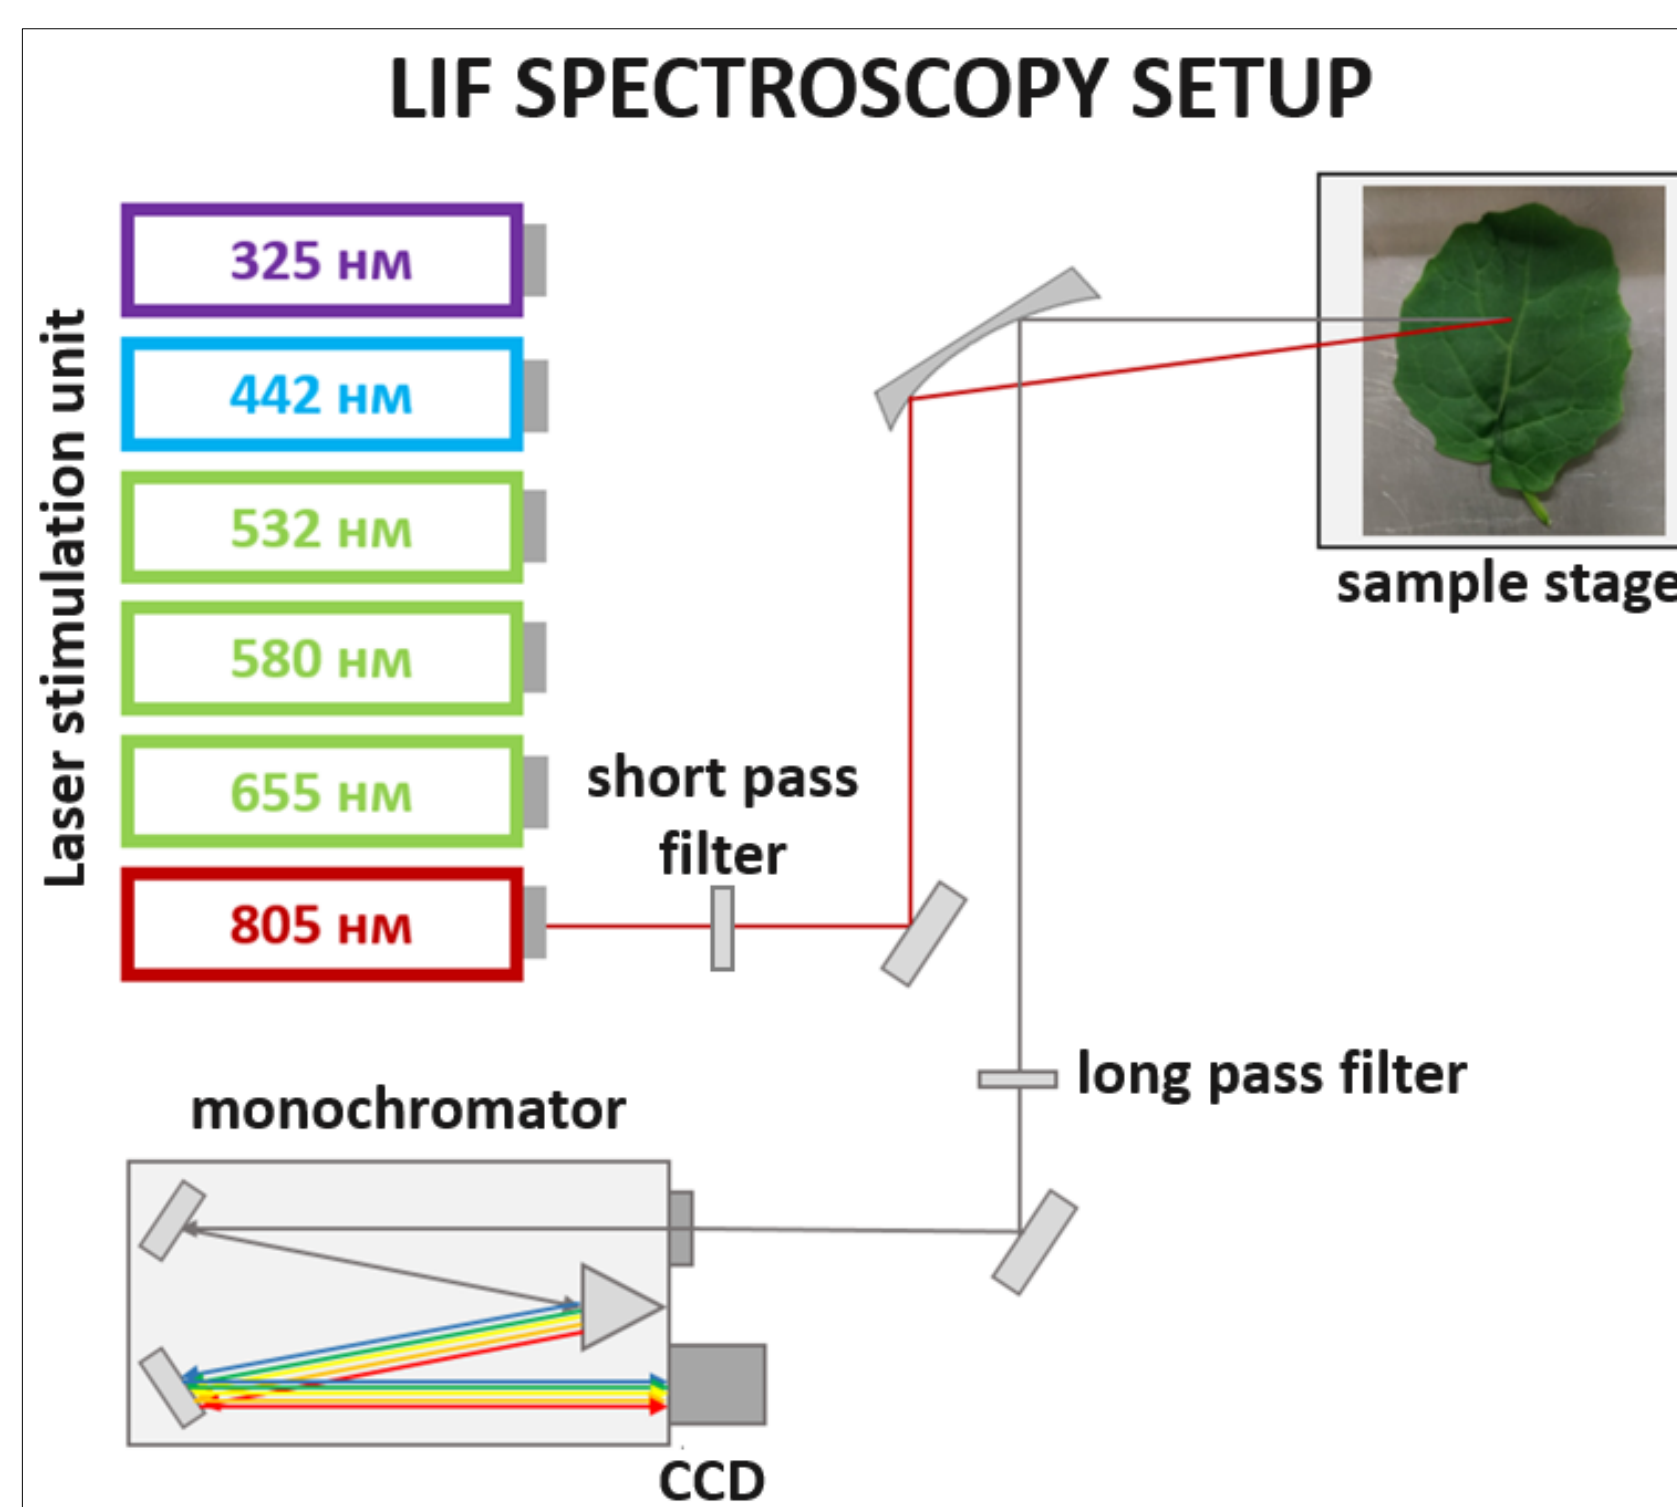 LIF SPECTROSCOPY SETUP
Laser stimulation unit
325 нм
442 нм
532 нм
580 нм
655 нм
805 нм
short pass
filter
sample stage
long pass filter
monochromator
CCD